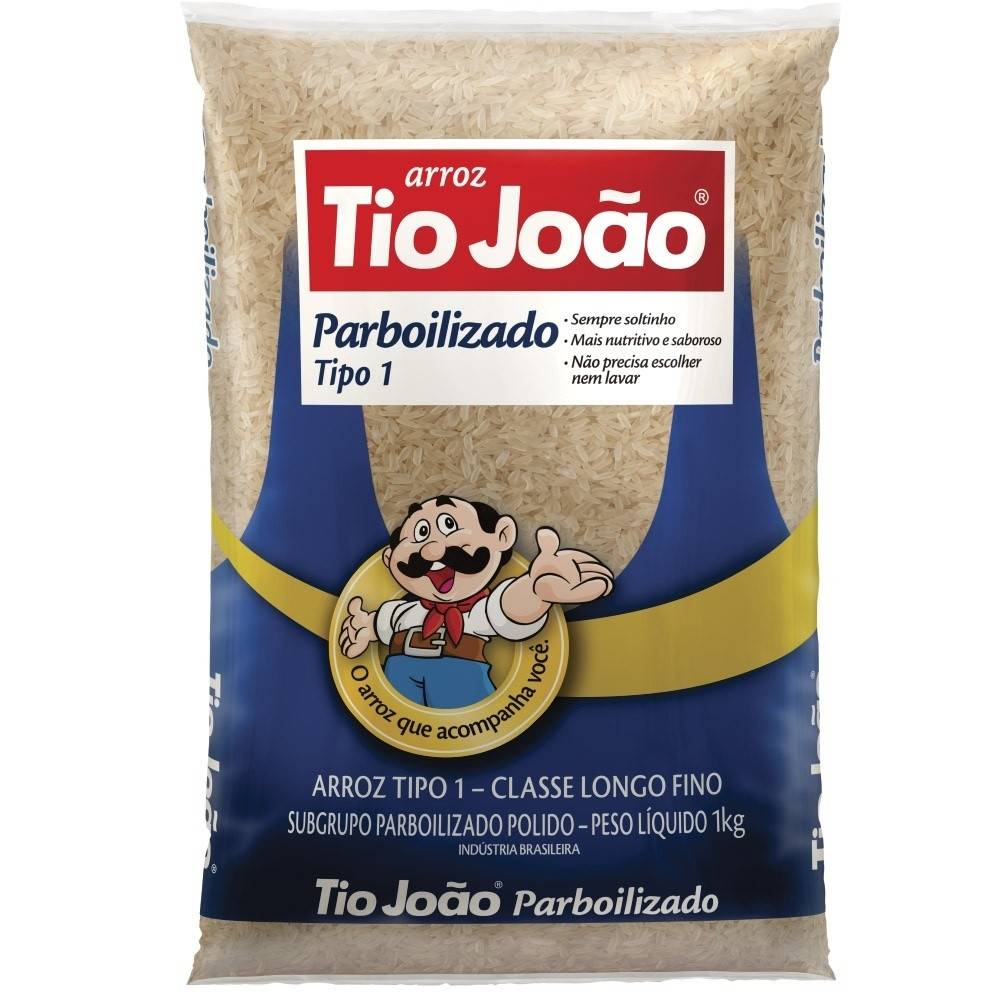 arroz
Tio João®
Parboilizado
Tipo 1
· Sempre soltinho
· Mais nutritivo e saboroso
· Não precisa escolher
nem lavar
O arroz que acompanha você.
ARROZ TIPO 1 – CLASSE LONGO FINO
SUBGRUPO PARBOILIZADO POLIDO – PESO LÍQUIDO 1kg
INDÚSTRIA BRASILEIRA
Tio João® Parboilizado
Parboilizado
Tio João®